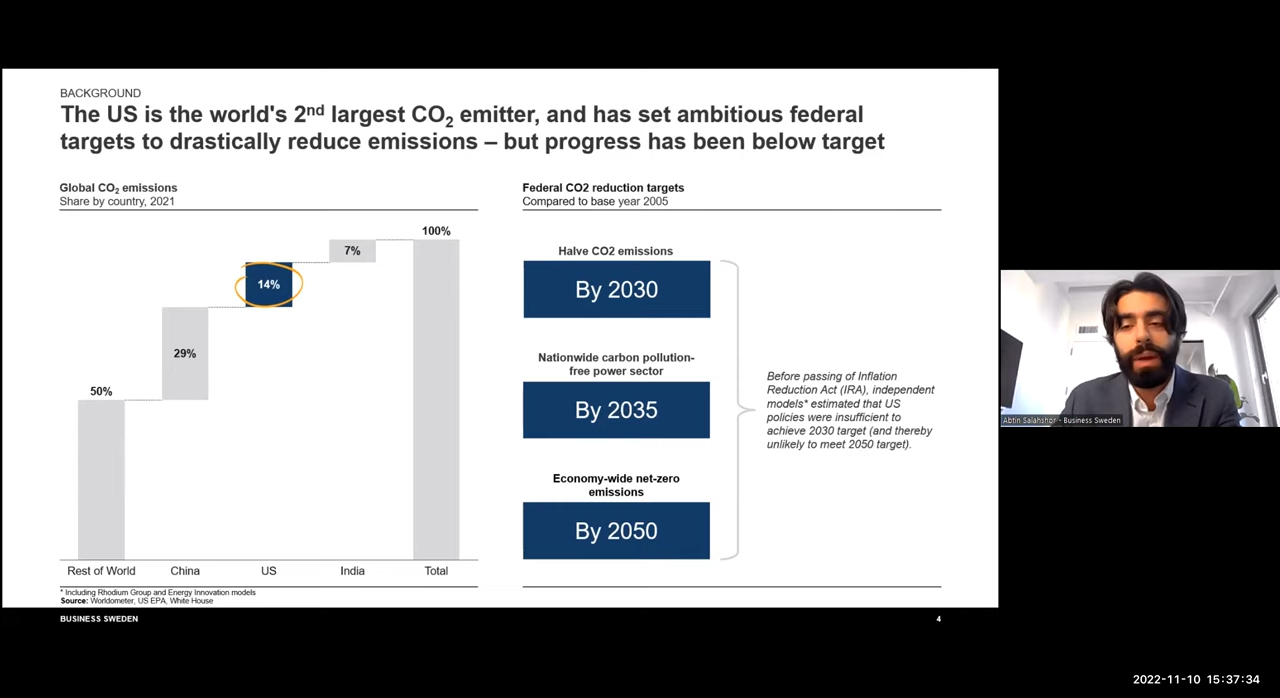 BACKGROUND
The US is the world's 2nd largest CO2 emitter, and has set ambitious federal
targets to drastically reduce emissions – but progress has been below target
Global CO2 emissions
Share by country, 2021
100%
7%
14%
29%
50%
Rest of World China US India Total
* Including Rhodium Group and Energy Innovation models
Source: Worldometer, US EPA, White House
Federal CO2 reduction targets
Compared to base year 2005
Halve CO2 emissions
By 2030
Nationwide carbon pollution-
free power sector
By 2035
Economy-wide net-zero
emissions
By 2050
Before passing of Inflation
Reduction Act (IRA), independent
models* estimated that US
policies were insufficient to
achieve 2030 target (and thereby
unlikely to meet 2050 target).
BUSINESS SWEDEN
4
Abtin Salahshor - Business Sweden
2022-11-10 15:37:34